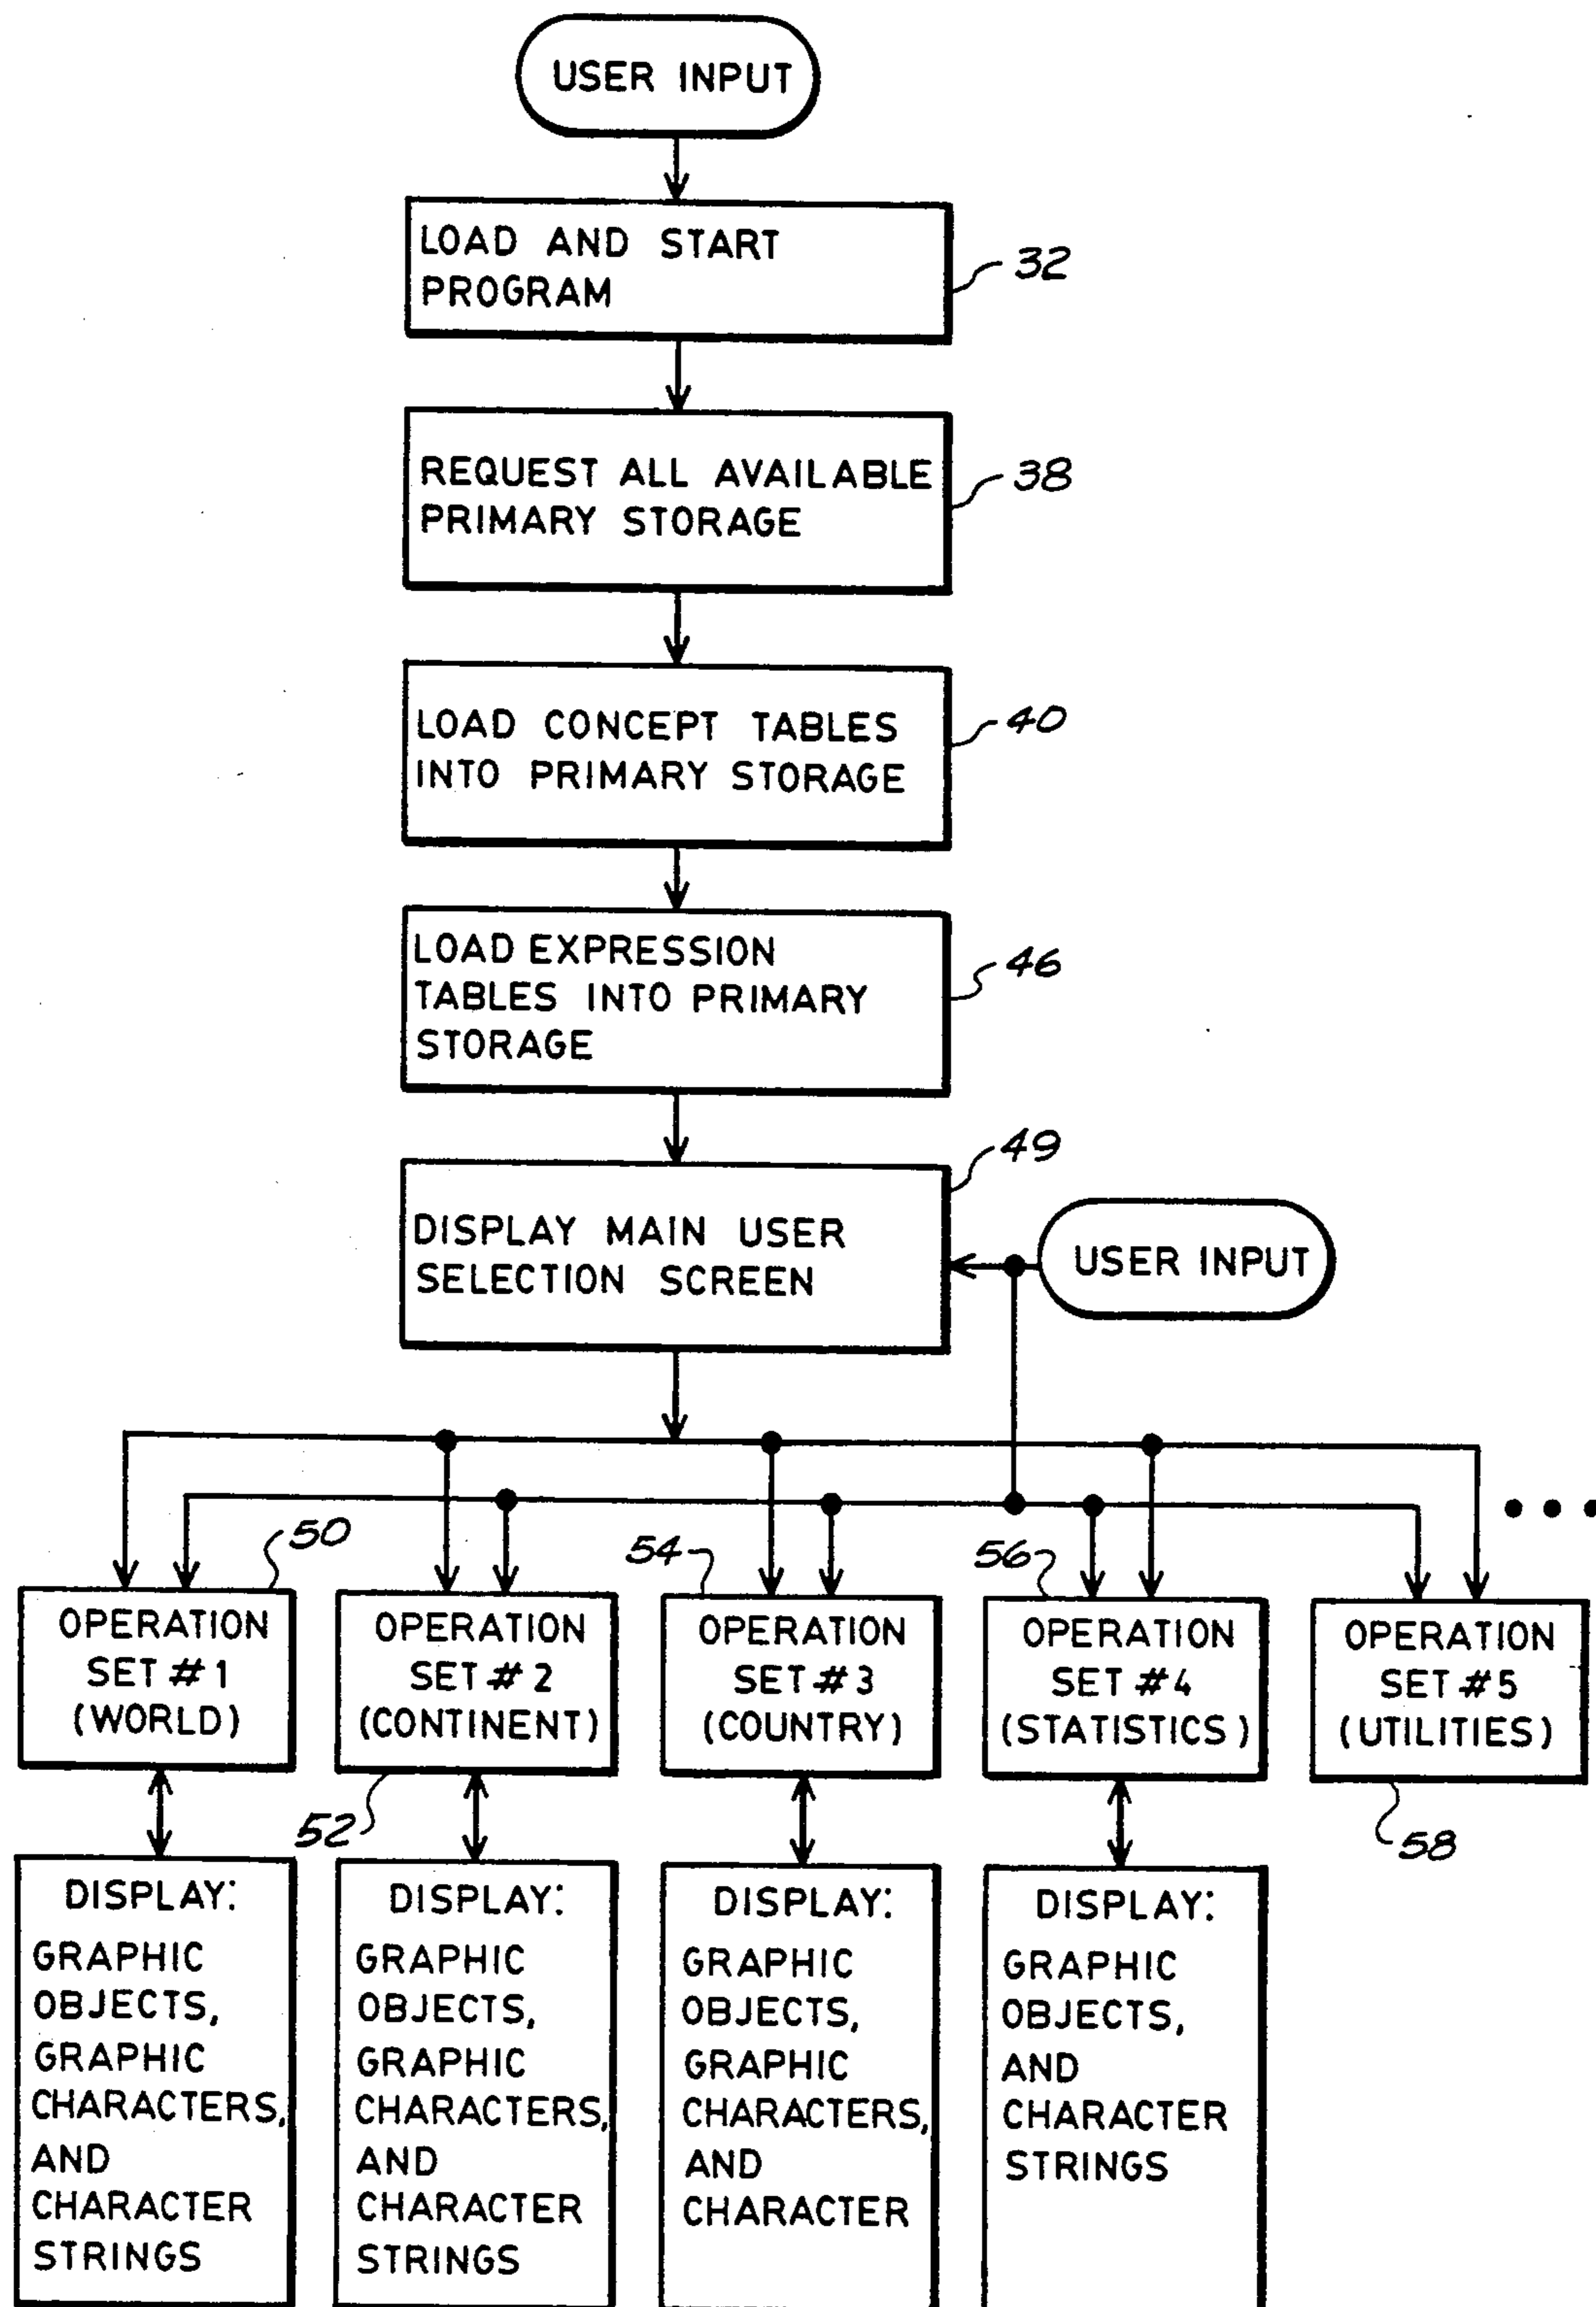 USER INPUT
LOAD AND START
PROGRAM
32
REQUEST ALL AVAILABLE
PRIMARY STORAGE
38
LOAD CONCEPT TABLES
INTO PRIMARY STORAGE
40
LOAD EXPRESSION
TABLES INTO PRIMARY
STORAGE
46
49
DISPLAY MAIN USER
SELECTION SCREEN
USER INPUT
50
OPERATION
SET #1
(WORLD)
OPERATION
SET #2
(CONTINENT)
52
54
OPERATION
SET #3
(COUNTRY)
56
OPERATION
SET #4
(STATISTICS)
OPERATION
SET #5
(UTILITIES)
58
DISPLAY:
GRAPHIC
OBJECTS,
GRAPHIC
CHARACTERS,
AND
CHARACTER
STRINGS
DISPLAY:
GRAPHIC
OBJECTS,
GRAPHIC
CHARACTERS,
AND
CHARACTER
STRINGS
DISPLAY:
GRAPHIC
OBJECTS,
GRAPHIC
CHARACTERS,
AND
CHARACTER
DISPLAY:
GRAPHIC
OBJECTS,
AND
CHARACTER
STRINGS